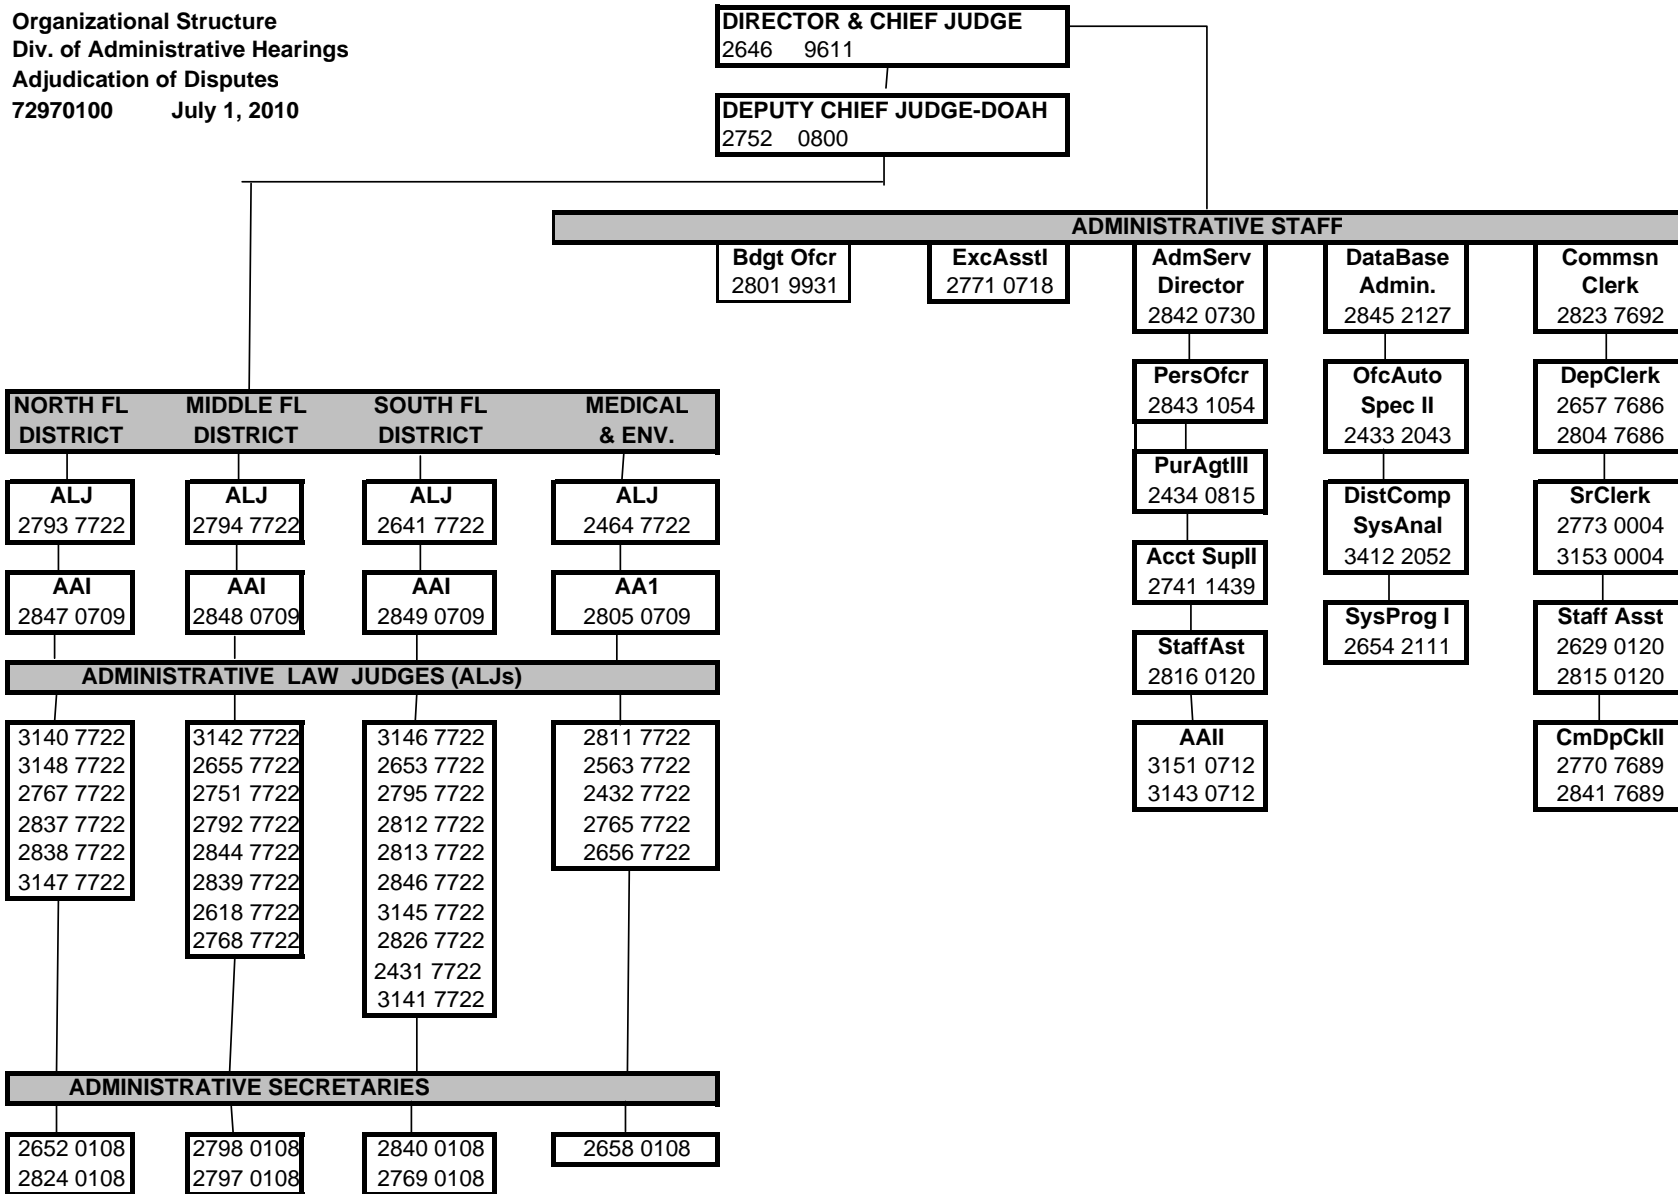 Organizational Structure
Div. of Administrative Hearings
Adjudication of Disputes
72970100 July 1, 2010
DIRECTOR & CHIEF JUDGE
2646 9611
DEPUTY CHIEF JUDGE-DOAH
2752 0800
ADMINISTRATIVE STAFF
Bdgt Ofcr
2801 9931
ExcAsstI
2771 0718
AdmServ
Director
2842 0730
PersOfcr
2843 1054
PurAgtIII
2434 0815
Acct SupII
2741 1439
StaffAst
2816 0120
AAII
3151 0712
3143 0712
DataBase
Admin.
2845 2127
OfcAuto
Spec II
2433 2043
DistComp
SysAnal
3412 2052
SysProg I
2654 2111
Commsn
Clerk
2823 7692
DepClerk
2657 7686
2804 7686
SrClerk
2773 0004
3153 0004
Staff Asst
2629 0120
2815 0120
CmDpCkII
2770 7689
2841 7689
NORTH FL
DISTRICT
MIDDLE FL
DISTRICT
SOUTH FL
DISTRICT
MEDICAL
& ENV.
ALJ
2793 7722
ALJ
2794 7722
ALJ
2641 7722
ALJ
2464 7722
AAI
2847 0709
AAI
2848 0709
AAI
2849 0709
AA1
2805 0709
ADMINISTRATIVE LAW JUDGES (ALJs)
3140 7722
3148 7722
2767 7722
2837 7722
2838 7722
3147 7722
3142 7722
2655 7722
2751 7722
2792 7722
2844 7722
2839 7722
2618 7722
2768 7722
3146 7722
2653 7722
2795 7722
2812 7722
2813 7722
2846 7722
3145 7722
2826 7722
2431 7722
3141 7722
2811 7722
2563 7722
2432 7722
2765 7722
2656 7722
ADMINISTRATIVE SECRETARIES
2652 0108
2824 0108
2798 0108
2797 0108
2840 0108
2769 0108
2658 0108